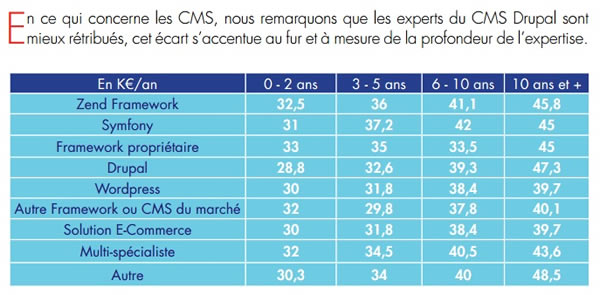 En ce qui concerne les CMS, nous remarquons que les experts du CMS Drupal sont
mieux rétribués, cet écart s’accentue au fur et à mesure de la profondeur de l’expertise.
En K€/an 0 - 2 ans 3 - 5 ans 6 - 10 ans 10 ans et +
Zend Framework 32,5 36 41,1 45,8
Symfony 31 37,2 42 45
Framework propriétaire 33 35 33,5 45
Drupal 28,8 32,6 39,3 47,3
Wordpress 30 31,8 38,4 39,7
Autre Framework ou CMS du marché 32 29,8 37,8 40,1
Solution E-Commerce 30 31,8 38,4 39,7
Multi-spécialiste 32 34,5 40,5 43,6
Autre 30,3 34 40 48,5